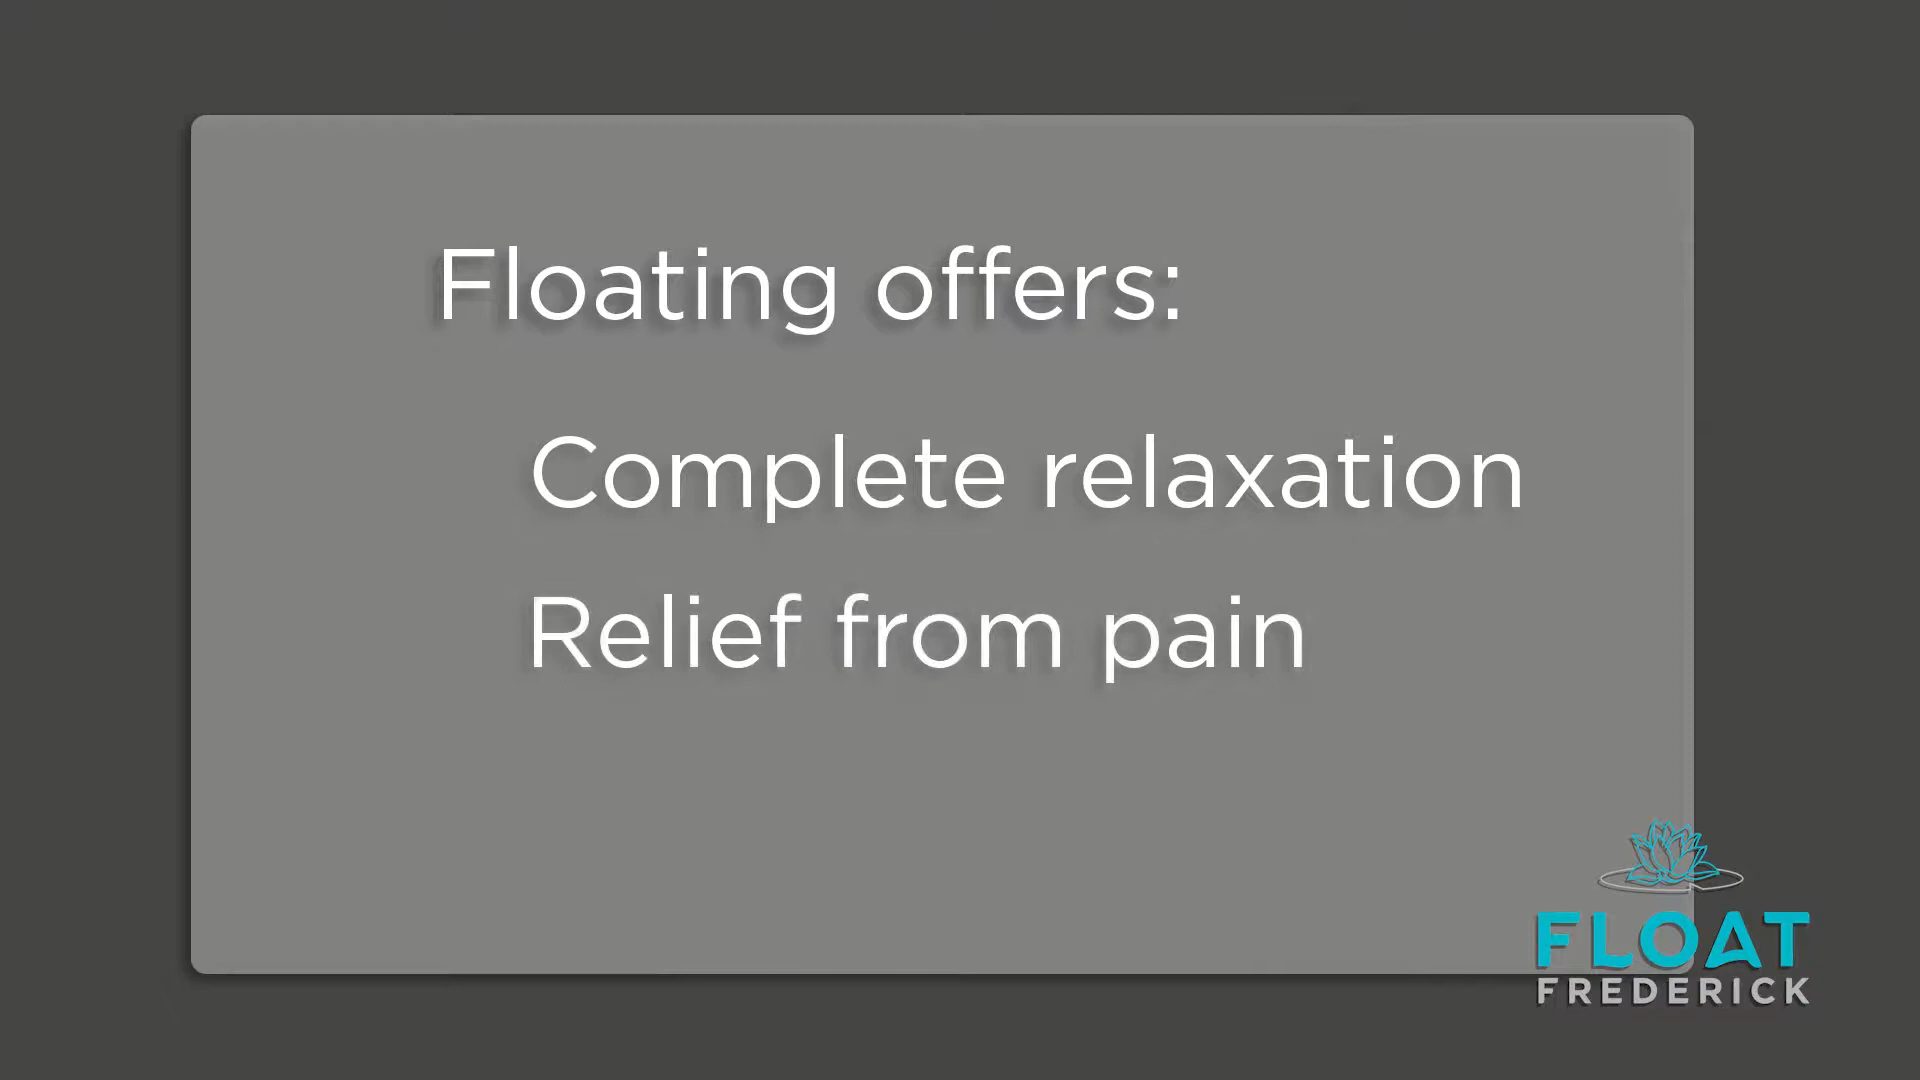 Floating offers:
Complete relaxation
Relief from pain
FLOAT
FREDERICK